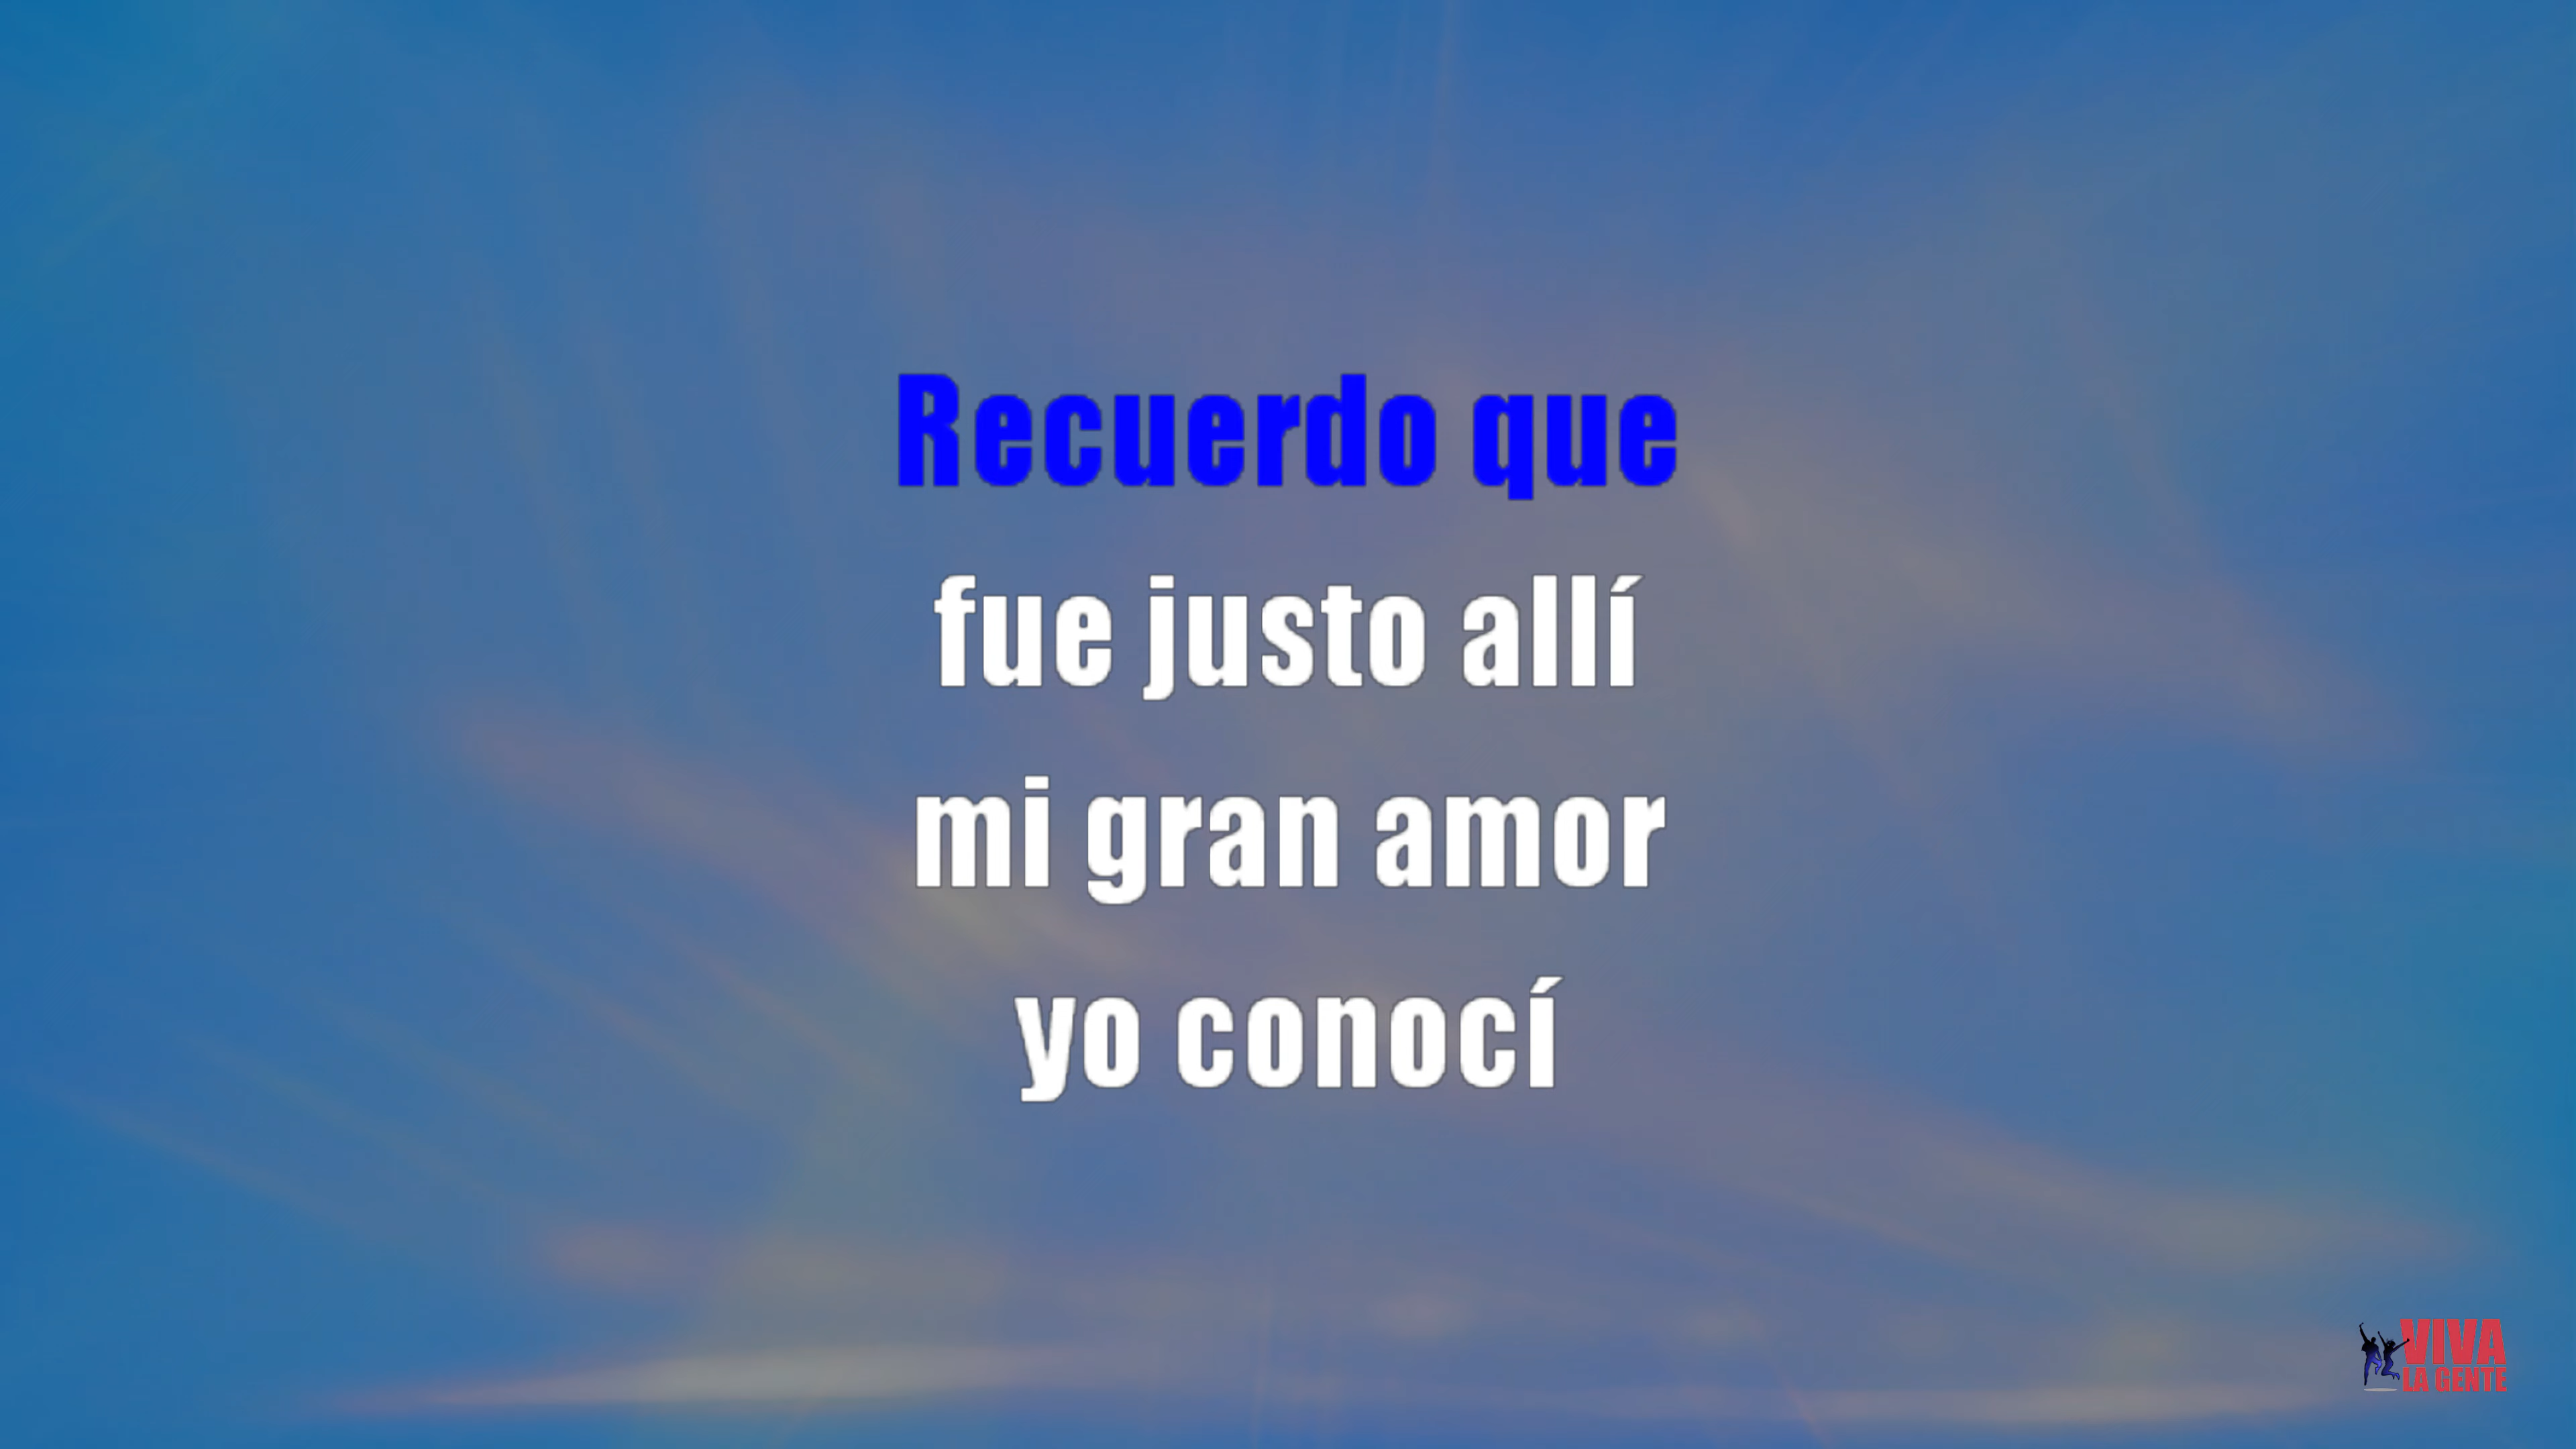 Recuerdo que
fue justo allí
mi gran amor
yo conocí
VIVA
LA GENTE